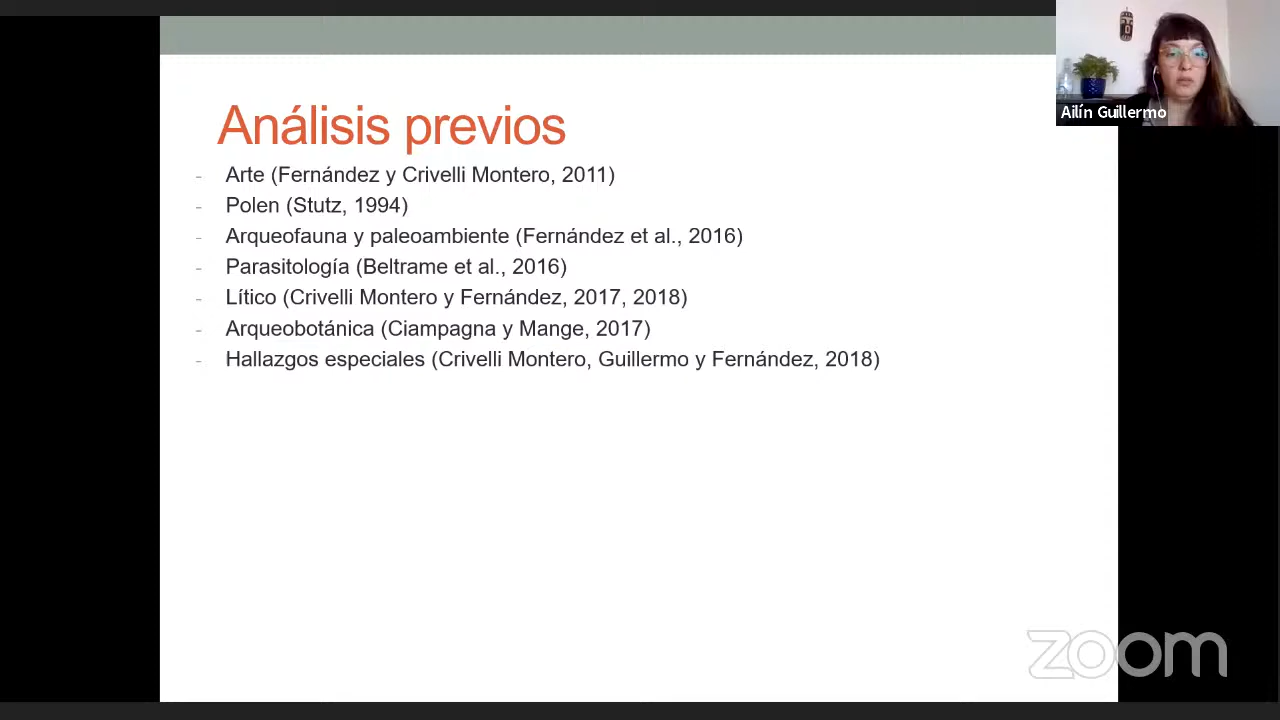 Análisis previos
- Arte (Fernández y Crivelli Montero, 2011)
- Polen (Stutz, 1994)
- Arqueofauna y paleoambiente (Fernández et al., 2016)
- Parasitología (Beltrame et al., 2016)
- Lítico (Crivelli Montero y Fernández, 2017, 2018)
- Arqueobotánica (Ciampagna y Mange, 2017)
- Hallazgos especiales (Crivelli Montero, Guillermo y Fernández, 2018)
Ailín Guillermo
zoom